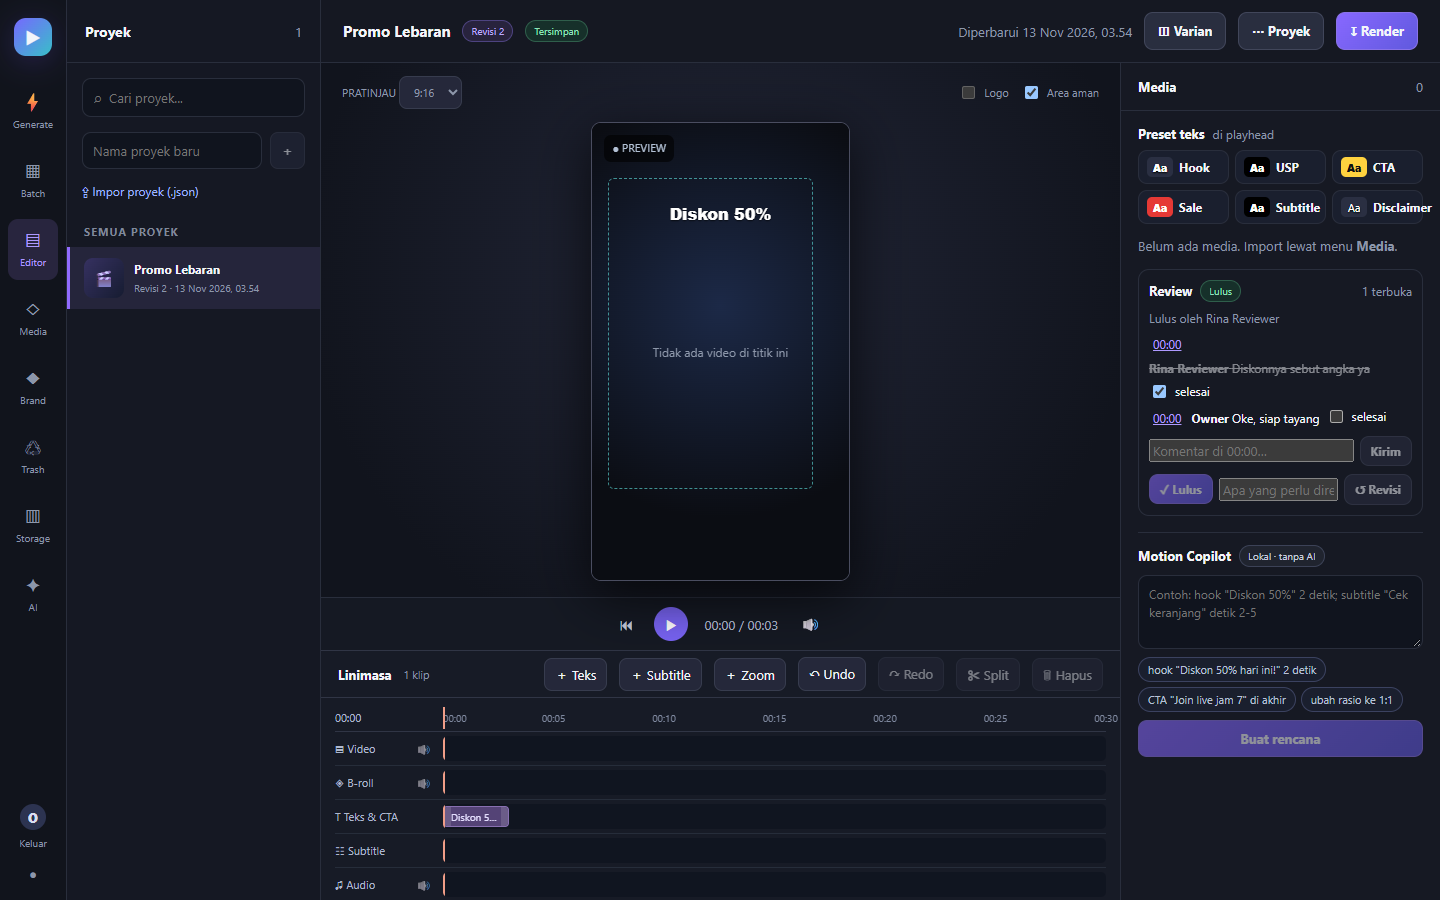 Generate
Batch
Editor
Media
Brand
Trash
Storage
AI
O
Keluar
Proyek 1
Cari proyek...
Nama proyek baru +
Impor proyek (.json)
SEMUA PROYEK
Promo Lebaran
Revisi 2 · 13 Nov 2026, 03.54
Promo Lebaran Revisi 2 Tersimpan
Diperbarui 13 Nov 2026, 03.54 Varian ··· Proyek Render
PRATINJAU 9:16 Logo Area aman
PREVIEW
Diskon 50%
Tidak ada video di titik ini
00:00 / 00:03
Linimasa 1 klip + Teks + Subtitle + Zoom Undo Redo Split Hapus
00:00 00:00 00:05 00:10 00:15 00:20 00:25 00:30
Video
B-roll
T Teks & CTA Diskon 5...
Subtitle
Audio
Media 0
Preset teks di playhead
Aa Hook Aa USP Aa CTA
Aa Sale Aa Subtitle Aa Disclaimer
Belum ada media. Import lewat menu Media.
Review Lulus 1 terbuka
Lulus oleh Rina Reviewer
00:00
Rina Reviewer Diskonnya sebut angka ya
selesai
00:00 Owner Oke, siap tayang selesai
Komentar di 00:00... Kirim
✓ Lulus Apa yang perlu dire ↺ Revisi
Motion Copilot Lokal · tanpa AI
Contoh: hook "Diskon 50%" 2 detik; subtitle "Cek
keranjang" detik 2-5
hook "Diskon 50% hari ini!" 2 detik
CTA "Join live jam 7" di akhir ubah rasio ke 1:1
Buat rencana